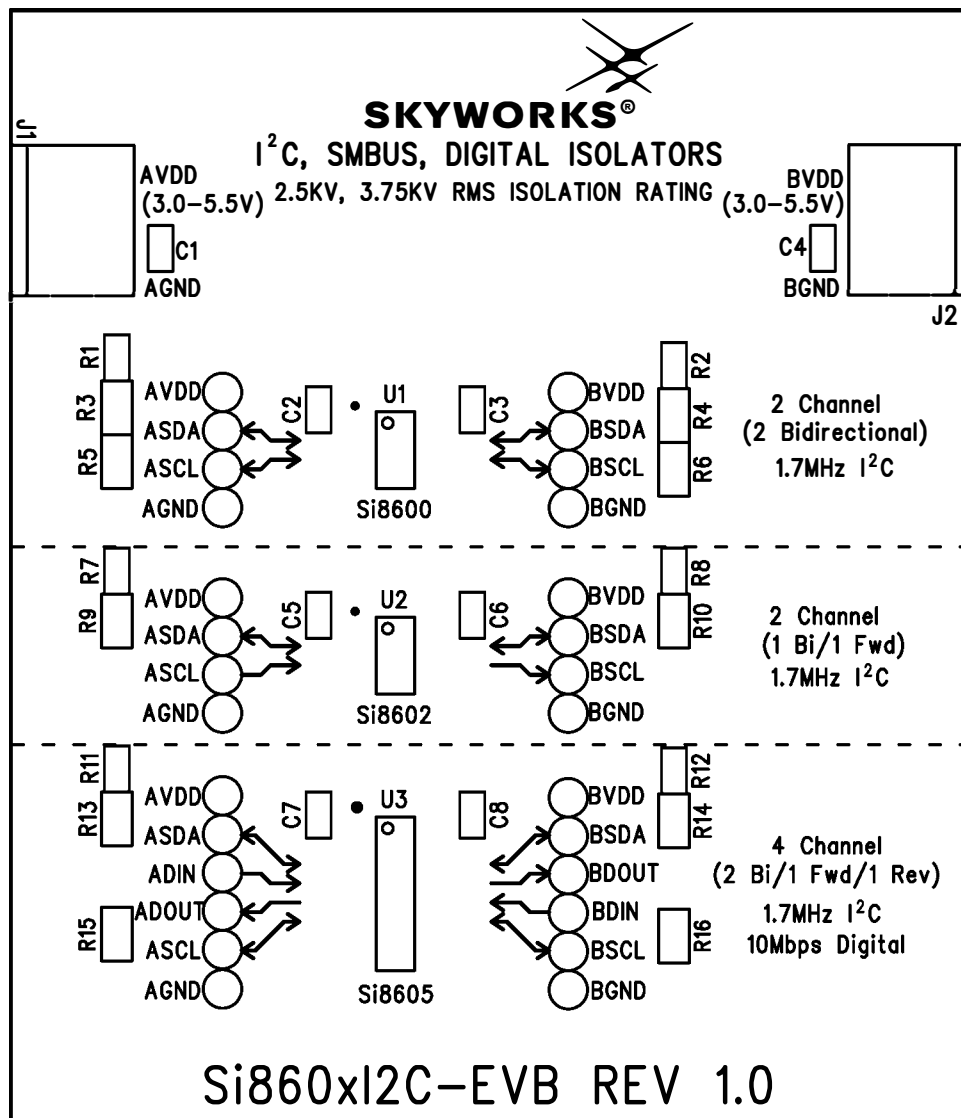 SKYWORKS®
I²C, SMBUS, DIGITAL ISOLATORS
2.5KV, 3.75KV RMS ISOLATION RATING
J1
AVDD
(3.0-5.5V)
C1
AGND
BVDD
(3.0-5.5V)
C4
BGND
J2
R1
R3
R5
AVDD
ASDA
ASCL
AGND
C2
U1
Si8600
C3
BVDD
BSDA
BSCL
BGND
R2
R4
R6
2 Channel
(2 Bidirectional)
1.7MHz I²C
R7
R9
AVDD
ASDA
ASCL
AGND
C5
U2
Si8602
C6
BVDD
BSDA
BSCL
BGND
R8
R10
2 Channel
(1 Bi/1 Fwd)
1.7MHz I²C
R11
R13
R15
AVDD
ASDA
ADIN
ADOUT
ASCL
AGND
C7
U3
Si8605
C8
BVDD
BSDA
BDOUT
BDIN
BSCL
BGND
R12
R14
R16
4 Channel
(2 Bi/1 Fwd/1 Rev)
1.7MHz I²C
10Mbps Digital
Si860xI2C-EVB REV 1.0